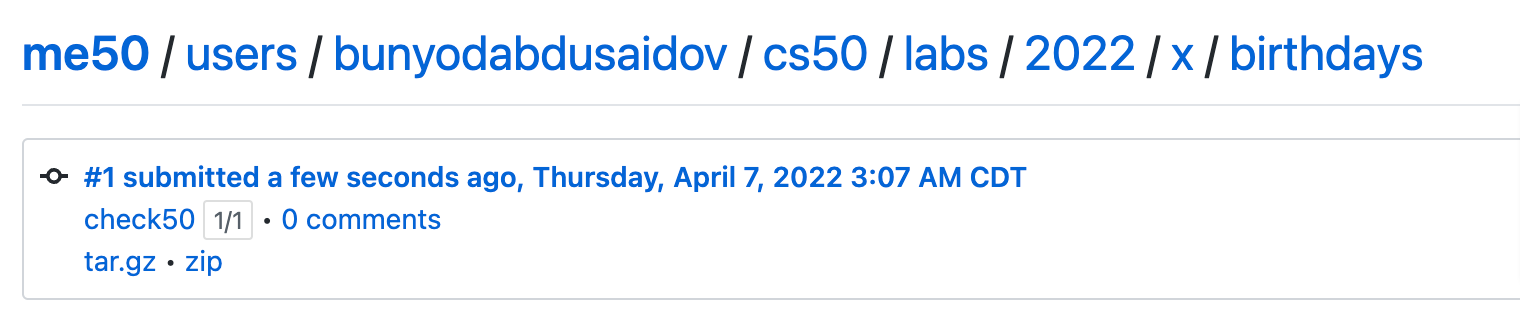 me50 / users / bunyodabdusaidov / cs50 / labs / 2022 / x / birthdays
#1 submitted a few seconds ago, Thursday, April 7, 2022 3:07 AM CDT
check50 1/1 • 0 comments
tar.gz • zip